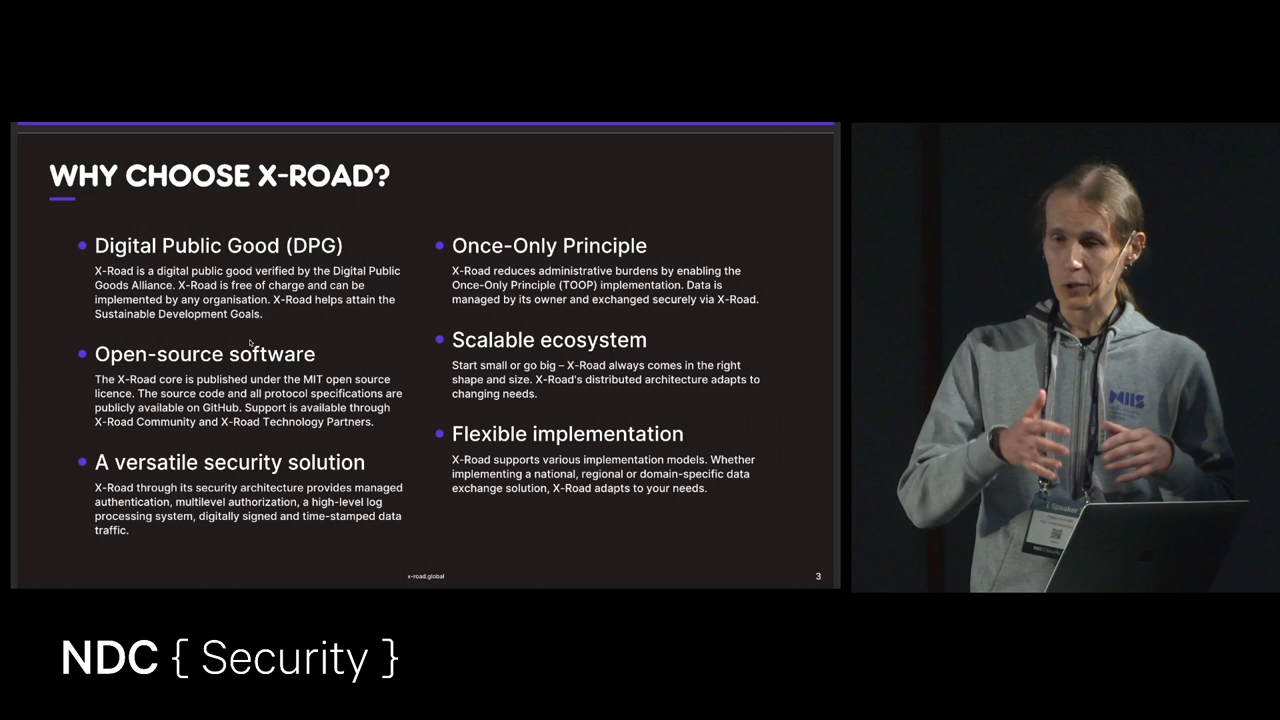 WHY CHOOSE X-ROAD?
Digital Public Good (DPG)
X-Road is a digital public good verified by the Digital Public
Goods Alliance. X-Road is free of charge and can be
implemented by any organisation. X-Road helps attain the
Sustainable Development Goals.
Open-source software
The X-Road core is published under the MIT open source
licence. The source code and all protocol specifications are
publicly available on GitHub. Support is available through
X-Road Community and X-Road Technology Partners.
A versatile security solution
X-Road through its security architecture provides managed
authentication, multilevel authorization, a high-level log
processing system, digitally signed and time-stamped data
traffic.
Once-Only Principle
X-Road reduces administrative burdens by enabling the
Once-Only Principle (TOOP) implementation. Data is
managed by its owner and exchanged securely via X-Road.
Scalable ecosystem
Start small or go big – X-Road always comes in the right
shape and size. X-Road's distributed architecture adapts to
changing needs.
Flexible implementation
X-Road supports various implementation models. Whether
implementing a national, regional or domain-specific data
exchange solution, X-Road adapts to your needs.
x-road.global
3
NIIS
{ Speaker }
NDC { Security }